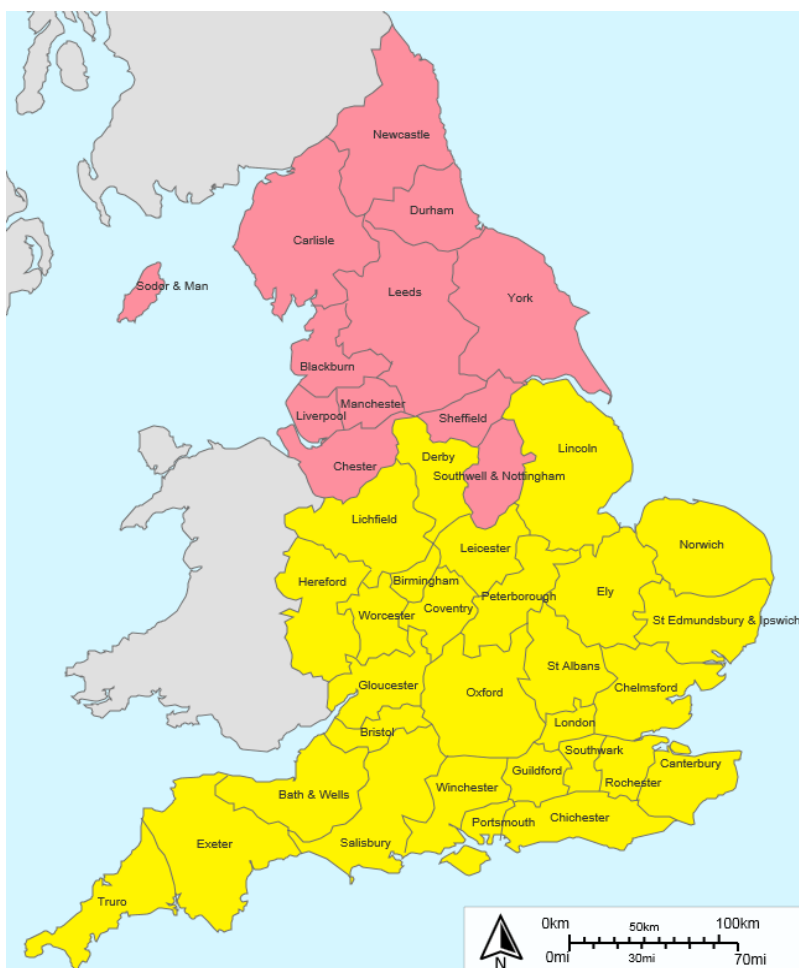 Newcastle
Durham
Carlisle
Sodor & Man
Leeds
York
Blackburn
Manchester
Liverpool
Sheffield
Lincoln
Derby
Chester
Southwell & Nottingham
Lichfield
Leicester
Norwich
Hereford
Birmingham
Peterborough
Ely
Worcester
Coventry
St Edmundsbury & Ipswich
St Albans
Gloucester
Oxford
Chelmsford
London
Bristol
Southwark
Canterbury
Guildford
Rochester
Winchester
Bath & Wells
Portsmouth
Chichester
Exeter
Salisbury
Truro
N
0km 50km 100km
0mi 30mi 70mi